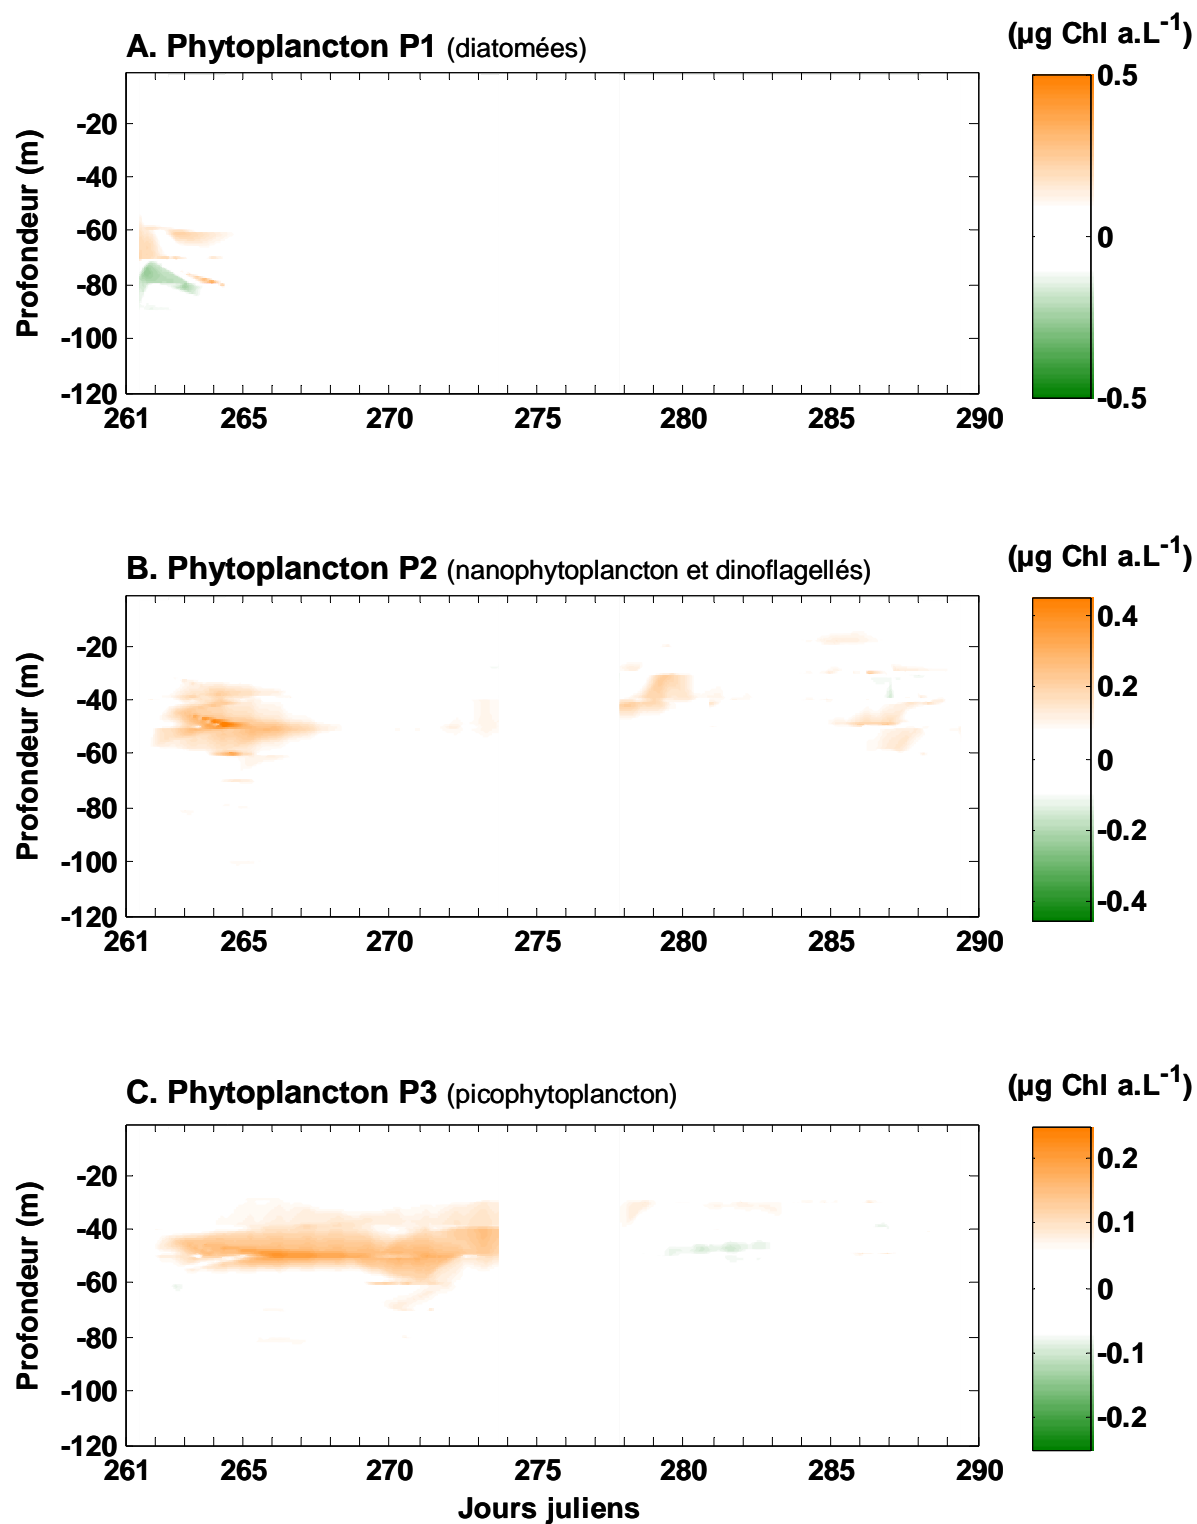 A. Phytoplancton P1 (diatomées)
(µg Chl a.L-1)
Profondeur (m)
-20
-40
-60
-80
-100
-120
261 265 270 275 280 285 290
0.5
0
-0.5
B. Phytoplancton P2 (nanophytoplancton et dinoflagellés)
(µg Chl a.L-1)
Profondeur (m)
-20
-40
-60
-80
-100
-120
261 265 270 275 280 285 290
0.4
0.2
0
-0.2
-0.4
C. Phytoplancton P3 (picophytoplancton)
(µg Chl a.L-1)
Profondeur (m)
-20
-40
-60
-80
-100
-120
261 265 270 275 280 285 290
Jours juliens
0.2
0.1
0
-0.1
-0.2